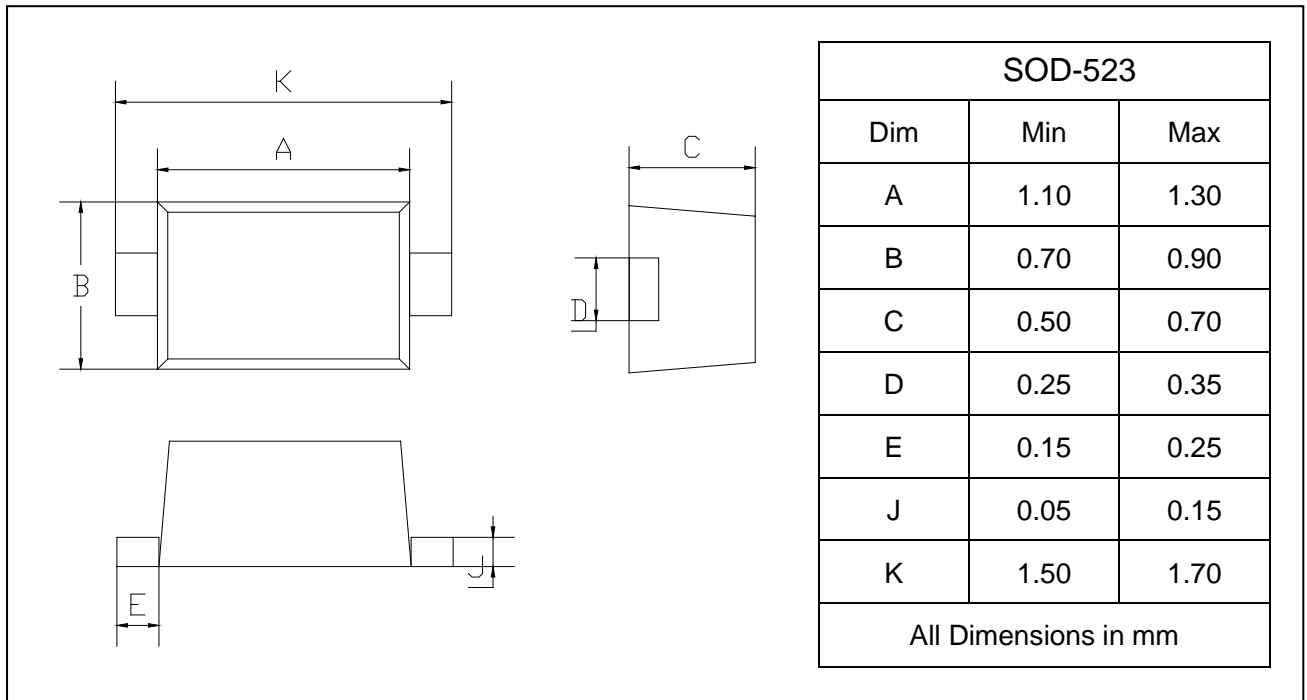 K
A
B
C
D
E
J
SOD-523
Dim Min Max
A 1.10 1.30
B 0.70 0.90
C 0.50 0.70
D 0.25 0.35
E 0.15 0.25
J 0.05 0.15
K 1.50 1.70
All Dimensions in mm